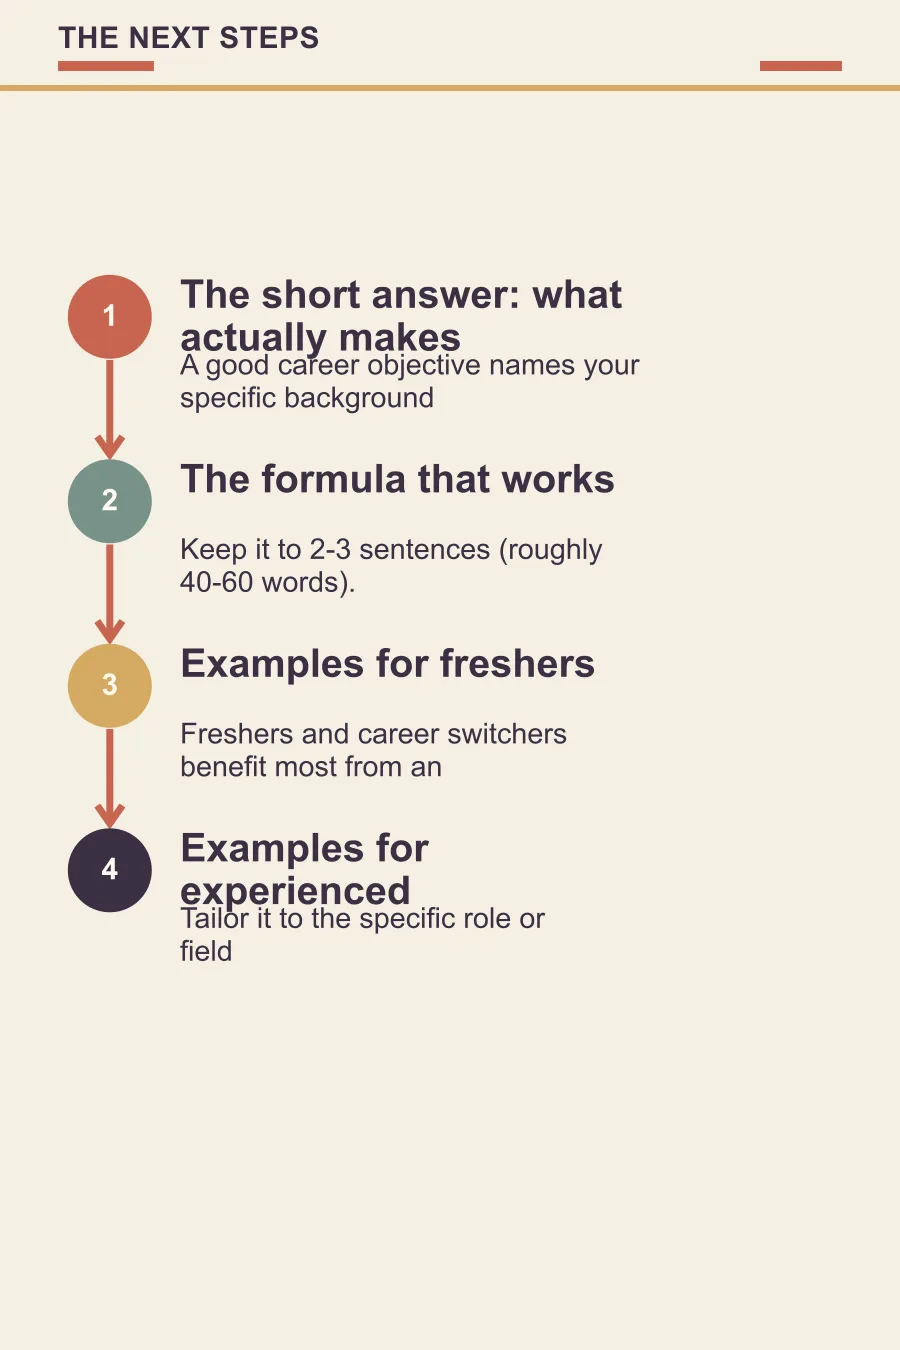 THE NEXT STEPS
1
The short answer: what
actually makes
A good career objective names your
specific background
2
The formula that works
Keep it to 2-3 sentences (roughly
40-60 words).
3
Examples for freshers
Freshers and career switchers
benefit most from an
4
Examples for
experienced
Tailor it to the specific role or
field